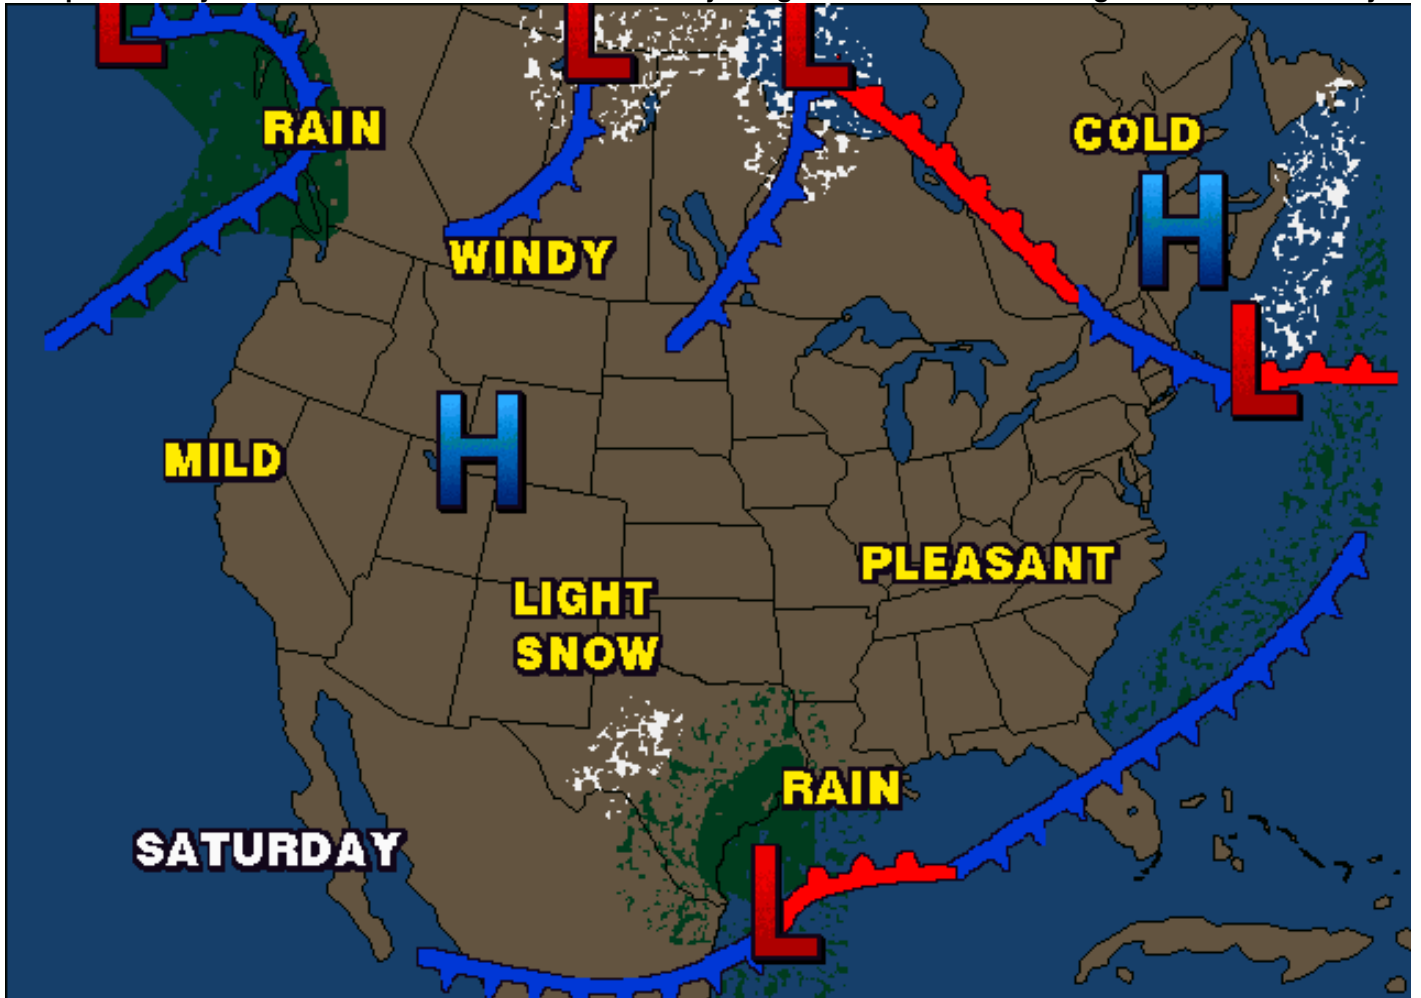 L
L
L
RAIN
COLD
H
WINDY
L
H
MILD
PLEASANT
LIGHT
SNOW
RAIN
SATURDAY
L